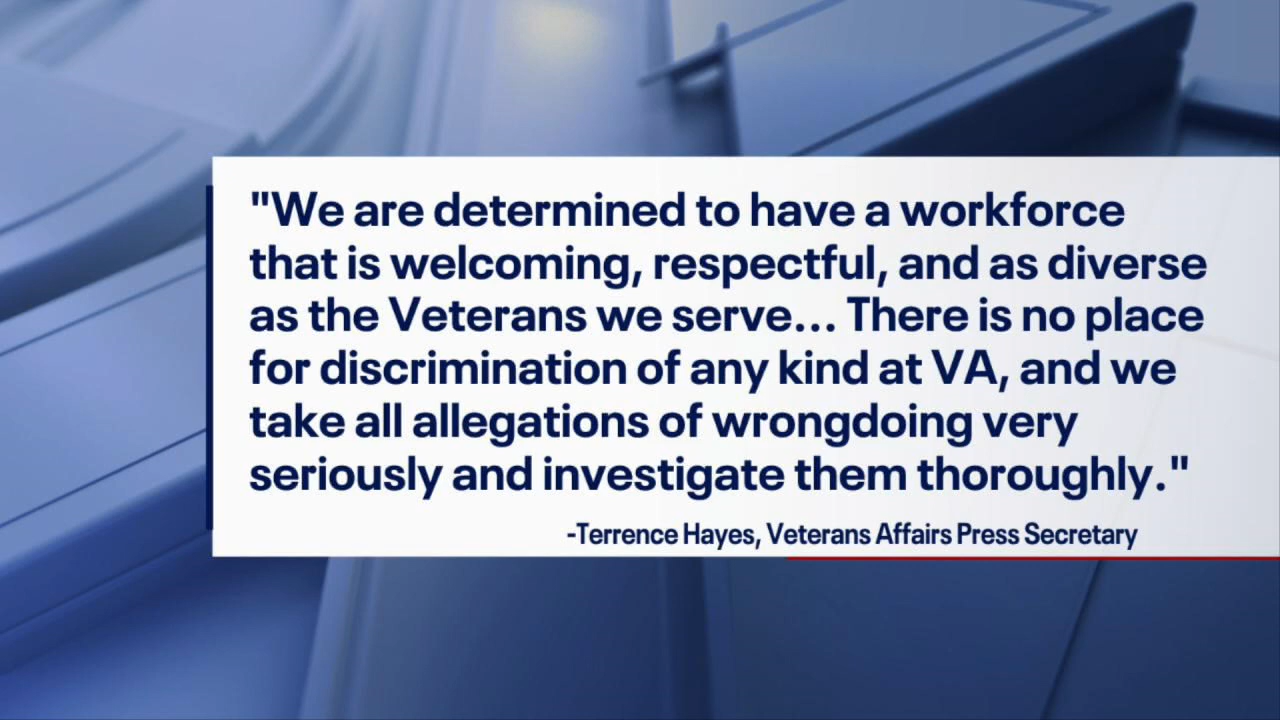 "We are determined to have a workforce
that is welcoming, respectful, and as diverse
as the Veterans we serve... There is no place
for discrimination of any kind at VA, and we
take all allegations of wrongdoing very
seriously and investigate them thoroughly."
-Terrence Hayes, Veterans Affairs Press Secretary